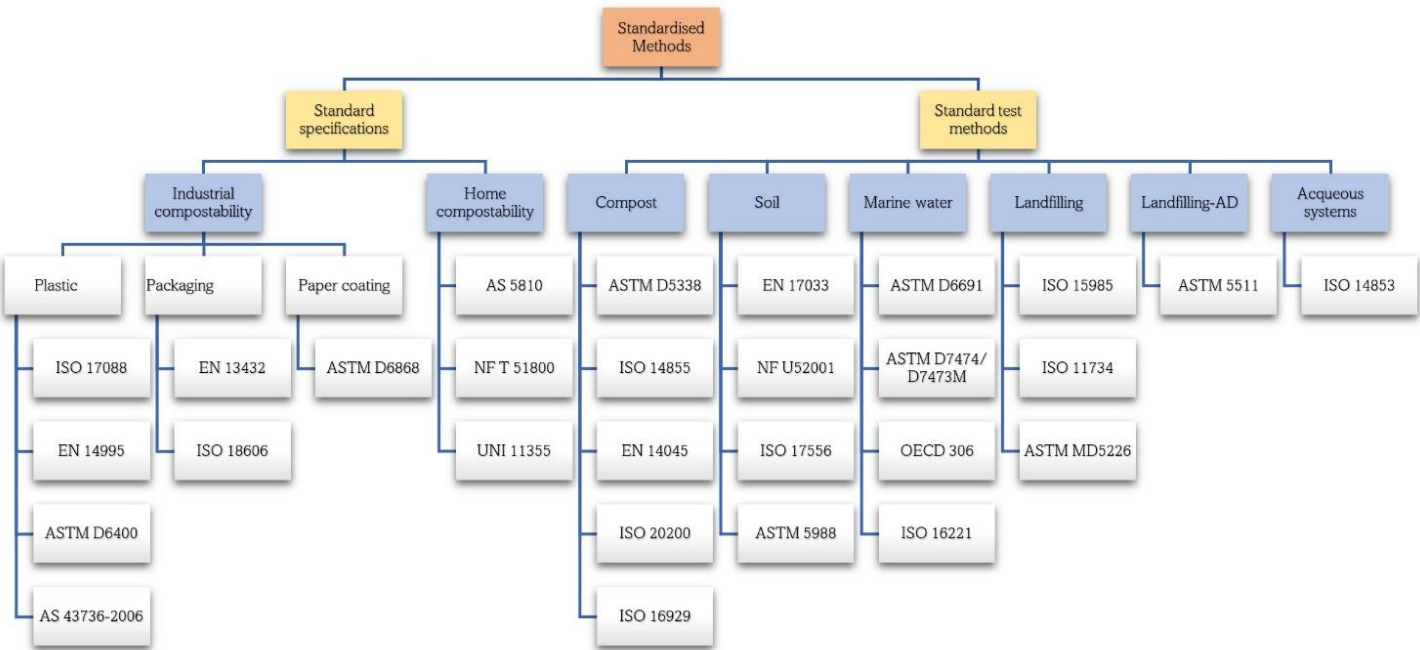 Standardised
Methods
Standard
specifications
Standard test
methods
Industrial
compostability
Home
compostability
Compost
Soil
Marine water
Landfilling
Landfilling-AD
Acqueous
systems
Plastic
Packaging
Paper coating
AS 5810
ASTM D5338
EN 17033
ASTM D6691
ISO 15985
ASTM 5511
ISO 14853
ISO 17088
EN 13432
ASTM D6868
NF T 51800
ISO 14855
NF U52001
ASTM D7474/
D7473M
ISO 11734
EN 14995
ISO 18606
UNI 11355
EN 14045
ISO 17556
OECD 306
ASTM MD5226
ASTM D6400
ISO 20200
ASTM 5988
ISO 16221
AS 43736-2006
ISO 16929